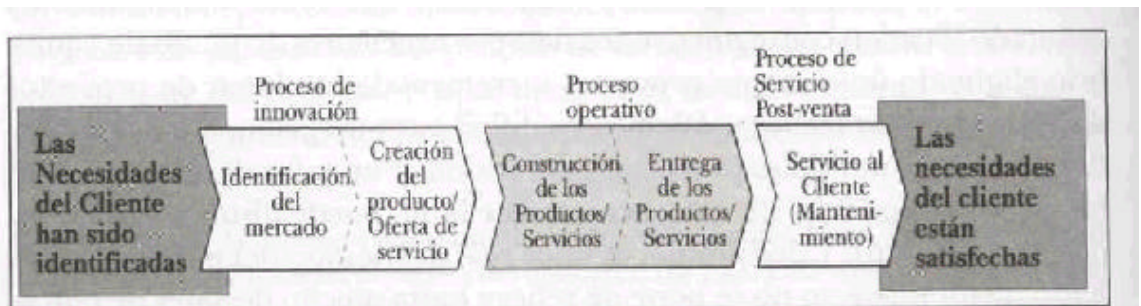 Proceso de
innovación
Proceso
operativo
Proceso de
Servicio
Post-venta
Las
Necesidades
del Cliente
han sido
identificadas
Identificación
del
mercado
Creación
del
producto/
Oferta de
servicio
Construcción
de los
Productos/
Servicios
Entrega
de los
Productos/
Servicios
Servicio al
Cliente
(Manteni-
miento)
Las
necesidades
del cliente
están
satisfechas